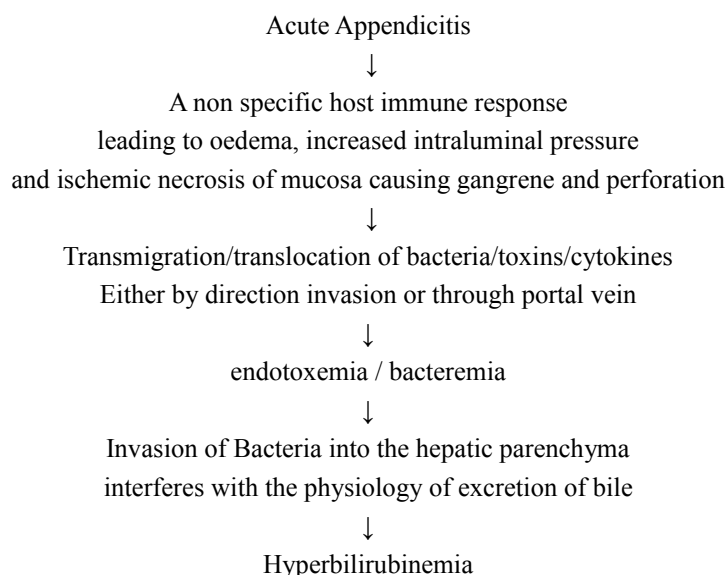 Acute Appendicitis
↓
A non specific host immune response
leading to oedema, increased intraluminal pressure
and ischemic necrosis of mucosa causing gangrene and perforation
↓
Transmigration/translocation of bacteria/toxins/cytokines
Either by direction invasion or through portal vein
↓
endotoxemia / bacteremia
↓
Invasion of Bacteria into the hepatic parenchyma
interferes with the physiology of excretion of bile
↓
Hyperbilirubinemia